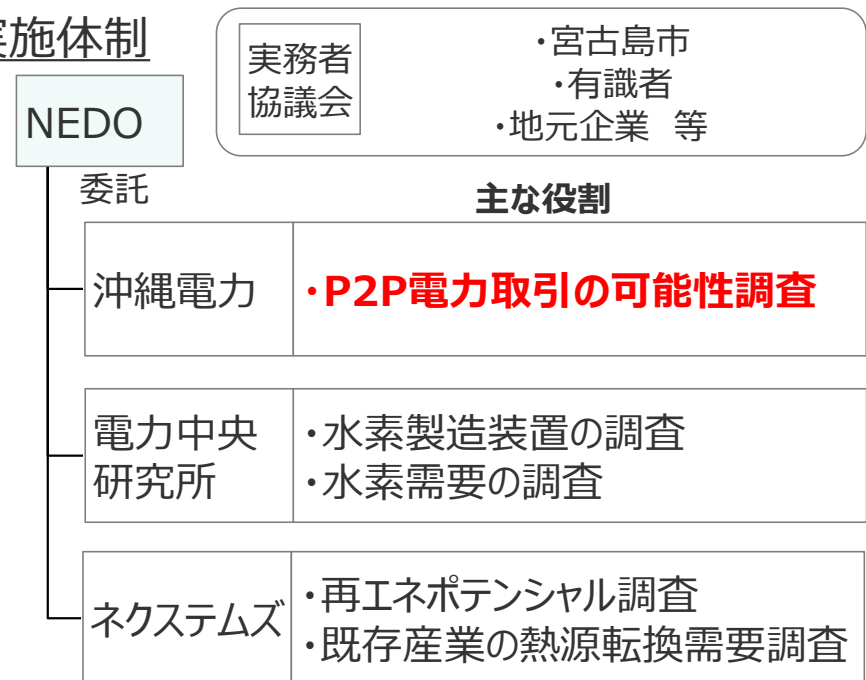 実施体制
実務者
協議会
・宮古島市
・有識者
・地元企業 等
NEDO
委託
主な役割
沖縄電力
・P2P電力取引の可能性調査
電力中央
研究所
・水素製造装置の調査
・水素需要の調査
ネクステムズ
・再エネポテンシャル調査
・既存産業の熱源転換需要調査